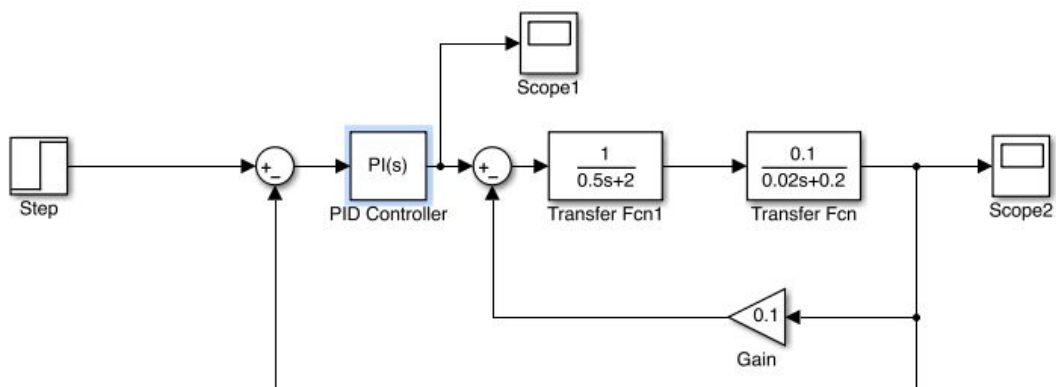 Scope1
+
−
PI(s)
+
−
1
0.5s+2
0.1
0.02s+0.2
Step
PID Controller
Transfer Fcn1
Transfer Fcn
Scope2
0.1
Gain